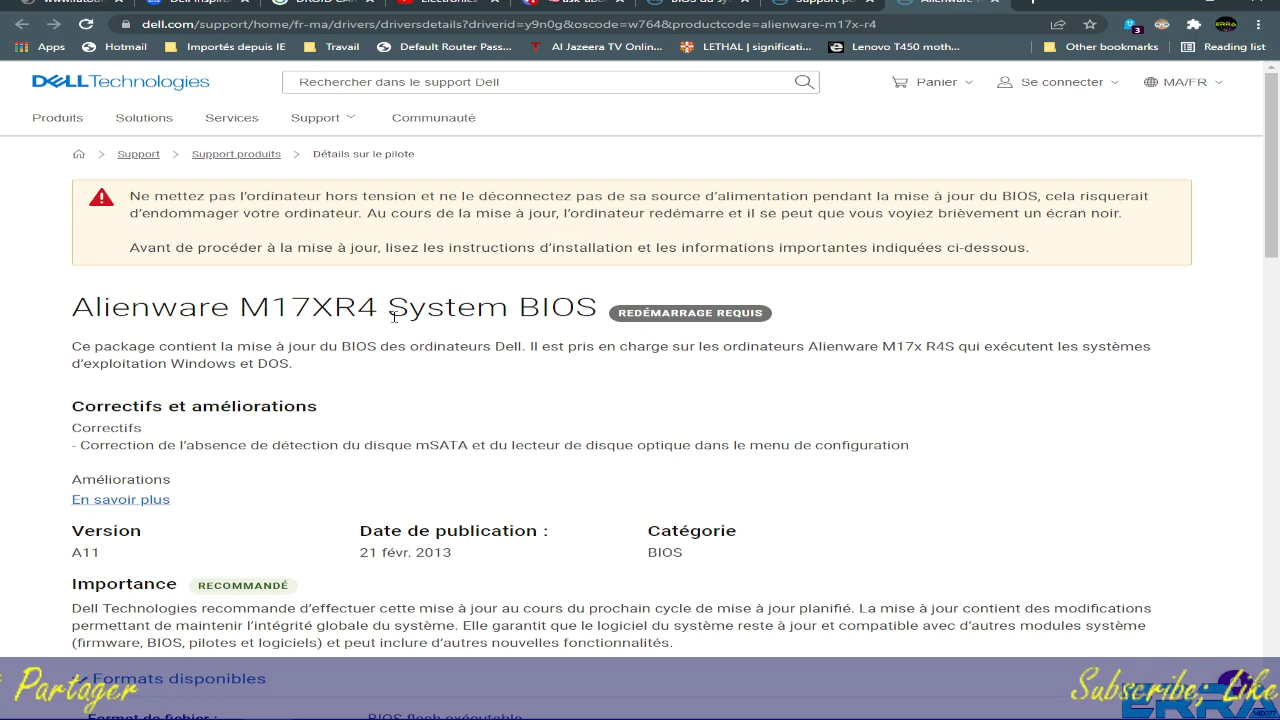 dell.com/support/home/fr-ma/drivers/driversdetails?driverid=y9n0g&oscode=w764&productcode=alienware-m17x-r4
Apps Hotmail Importés depuis IE Travail Default Router Pass... Al Jazeera TV Onlin... LETHAL | significati... Lenovo T450 moth... Other bookmarks Reading list
DELLTechnologies Rechercher dans le support Dell Panier Se connecter MA/FR
Produits Solutions Services Support Communauté
Support Support produits Détails sur le pilote
Ne mettez pas l'ordinateur hors tension et ne le déconnectez pas de sa source d'alimentation pendant la mise à jour du BIOS, cela risquerait
d'endommager votre ordinateur. Au cours de la mise à jour, l'ordinateur redémarre et il se peut que vous voyiez brièvement un écran noir.
Avant de procéder à la mise à jour, lisez les instructions d'installation et les informations importantes indiquées ci-dessous.
Alienware M17XR4 System BIOS REDÉMARRAGE REQUIS
Ce package contient la mise à jour du BIOS des ordinateurs Dell. Il est pris en charge sur les ordinateurs Alienware M17x R4S qui exécutent les systèmes
d'exploitation Windows et DOS.
Correctifs et améliorations
Correctifs
- Correction de l'absence de détection du disque mSATA et du lecteur de disque optique dans le menu de configuration
Améliorations
En savoir plus
Version Date de publication : Catégorie
A11 21 févr. 2013 BIOS
Importance RECOMMANDÉ
Dell Technologies recommande d'effectuer cette mise à jour au cours du prochain cycle de mise à jour planifié. La mise à jour contient des modifications
permettant de maintenir l'intégrité globale du système. Elle garantit que le logiciel du système reste à jour et compatible avec d'autres modules système
(firmware, BIOS, pilotes et logiciels) et peut inclure d'autres nouvelles fonctionnalités.
Formats disponibles
Partager Subscribe; Like
Format de fichier : BIOS flash exécutable
ERRA